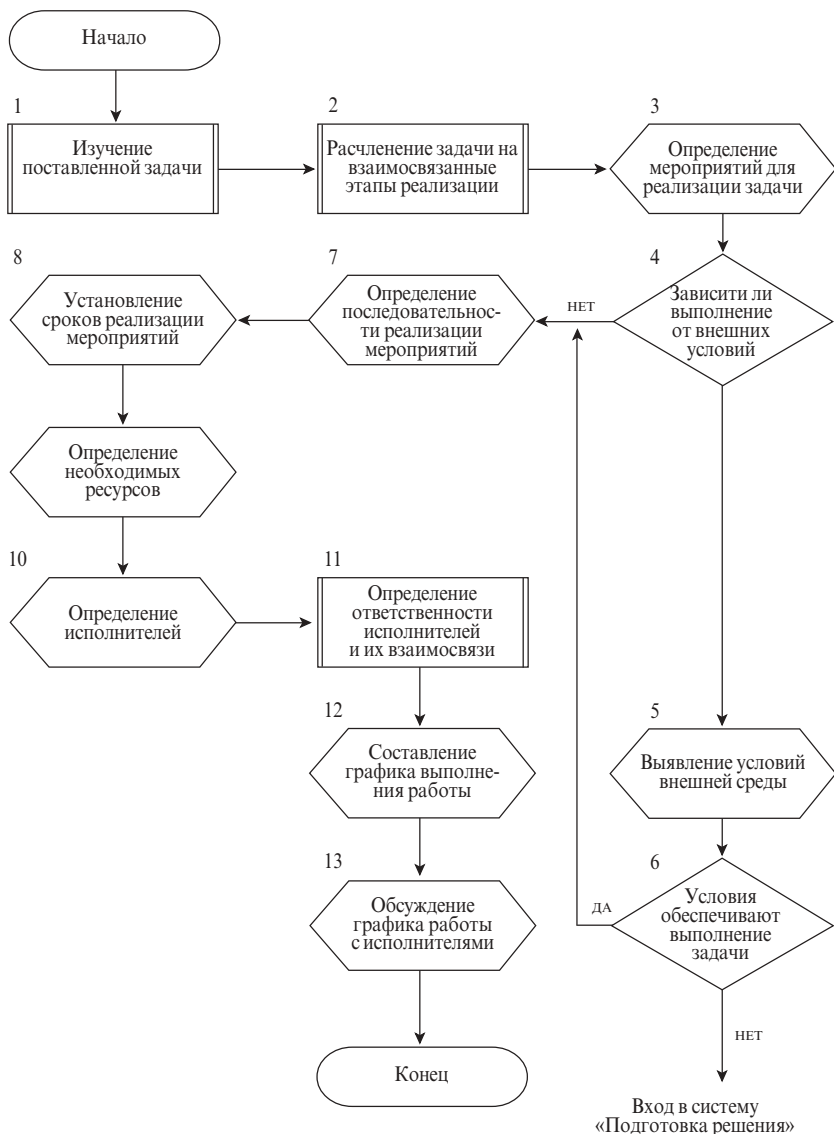 Начало
1
Изучение
поставленной задачи
2
Расчленение задачи на
взаимосвязанные
этапы реализации
3
Определение
мероприятий для
реализации задачи
4
Зависити ли
выполнение
от внешних
условий
НЕТ
7
Определение
последовательнос-
ти реализации
мероприятий
8
Установление
сроков реализации
мероприятий
Определение
необходимых
ресурсов
10
Определение
исполнителей
11
Определение
ответственности
исполнителей
и их взаимосвязи
12
Составление
графика выполне-
ния работы
13
Обсуждение
графика работы
с исполнителями
Конец
5
Выявление условий
внешней среды
6
Условия
обеспечивают
выполнение
задачи
ДА
НЕТ
Вход в систему
«Подготовка решения»